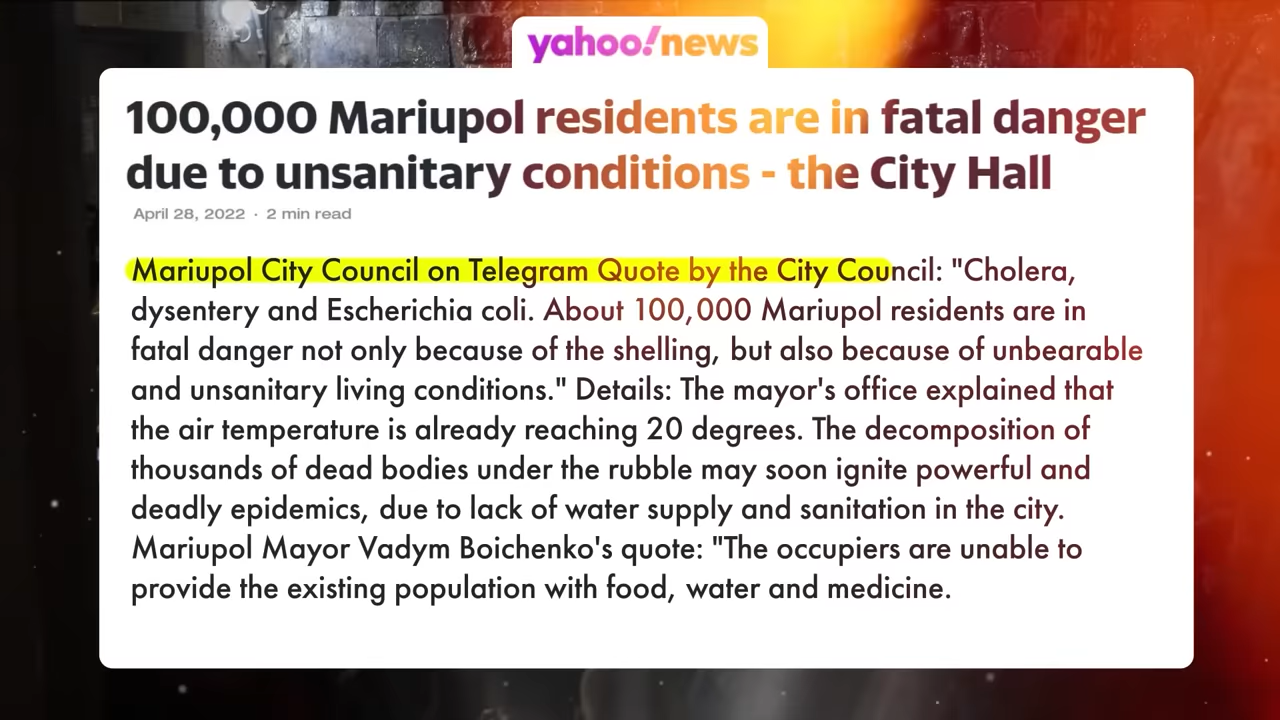 yahoo!news
100,000 Mariupol residents are in fatal danger
due to unsanitary conditions - the City Hall
April 28, 2022 · 2 min read
Mariupol City Council on Telegram Quote by the City Council: "Cholera,
dysentery and Escherichia coli. About 100,000 Mariupol residents are in
fatal danger not only because of the shelling, but also because of unbearable
and unsanitary living conditions." Details: The mayor's office explained that
the air temperature is already reaching 20 degrees. The decomposition of
thousands of dead bodies under the rubble may soon ignite powerful and
deadly epidemics, due to lack of water supply and sanitation in the city.
Mariupol Mayor Vadym Boichenko's quote: "The occupiers are unable to
provide the existing population with food, water and medicine.